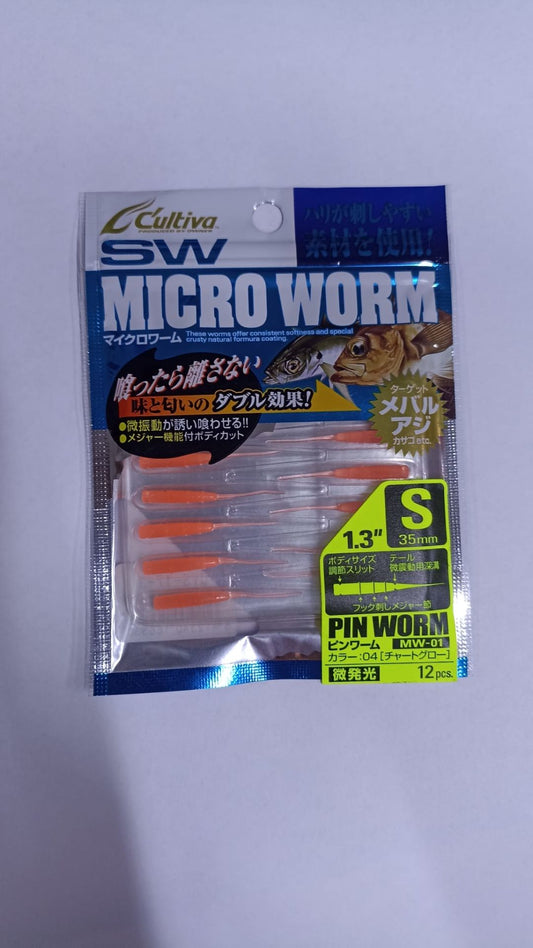 Cultiva
PRODUCED BY OWNER
ハリが刺しやすい
素材を使用!
SW
MICRO WORM
マイクロワーム
These worms offer consistent softness and special
crusty natural formura coating.
喰ったら離さない
味と匂いのダブル効果!
●微振動が誘い喰わせる!!
●メジャー機能付ボディカット
ターゲット
メバル
アジ
カサゴ etc.
S
1.3"
35mm
ボディサイズ
調節スリット
テール
微震動用深溝
フック刺しメジャー節
PIN WORM
ピンワーム MW-01
カラー:04[チャートグロー]
微発光
12pcs.